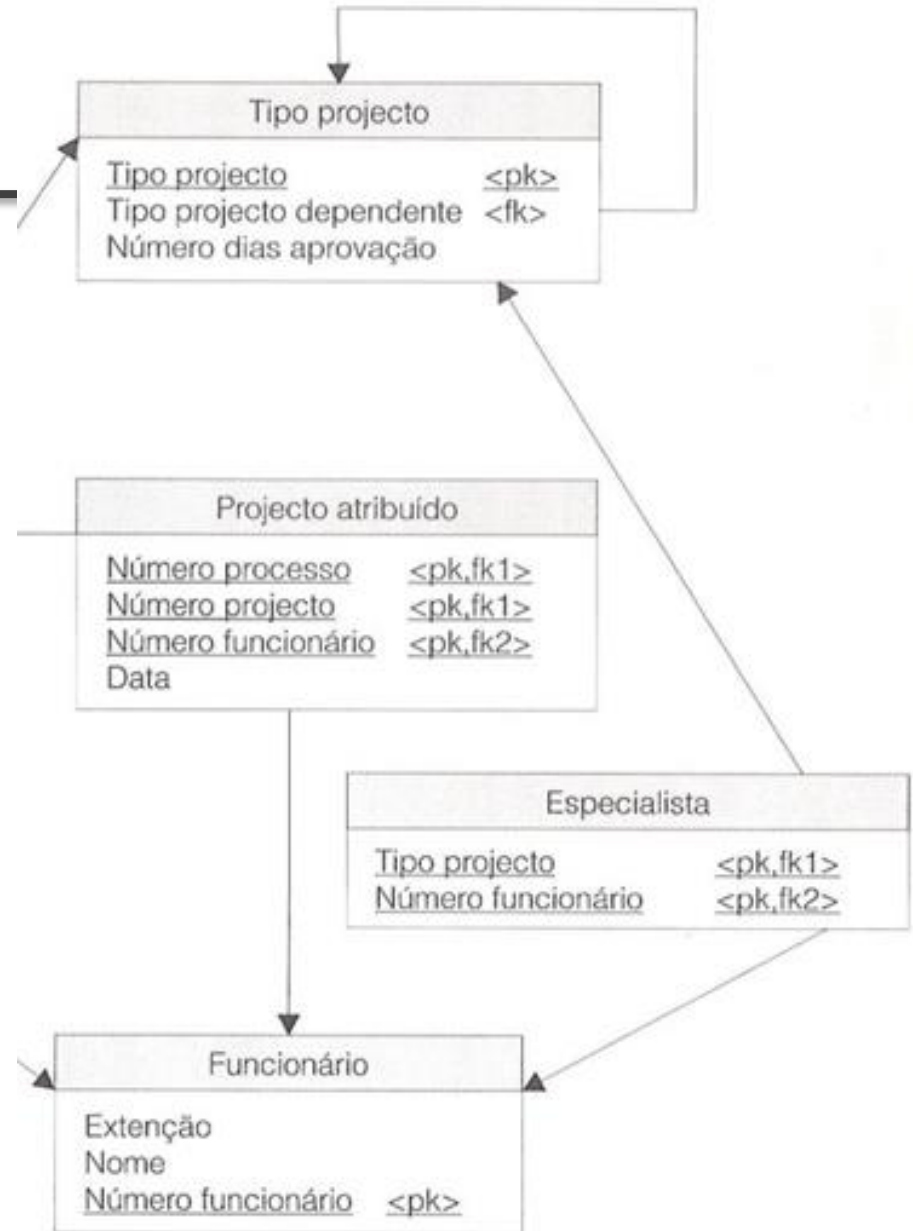 Tipo projecto
Tipo projecto <pk>
Tipo projecto dependente <fk>
Número dias aprovação
Projecto atribuído
Número processo <pk,fk1>
Número projecto <pk,fk1>
Número funcionário <pk,fk2>
Data
Especialista
Tipo projecto <pk,fk1>
Número funcionário <pk,fk2>
Funcionário
Extenção
Nome
Número funcionário <pk>